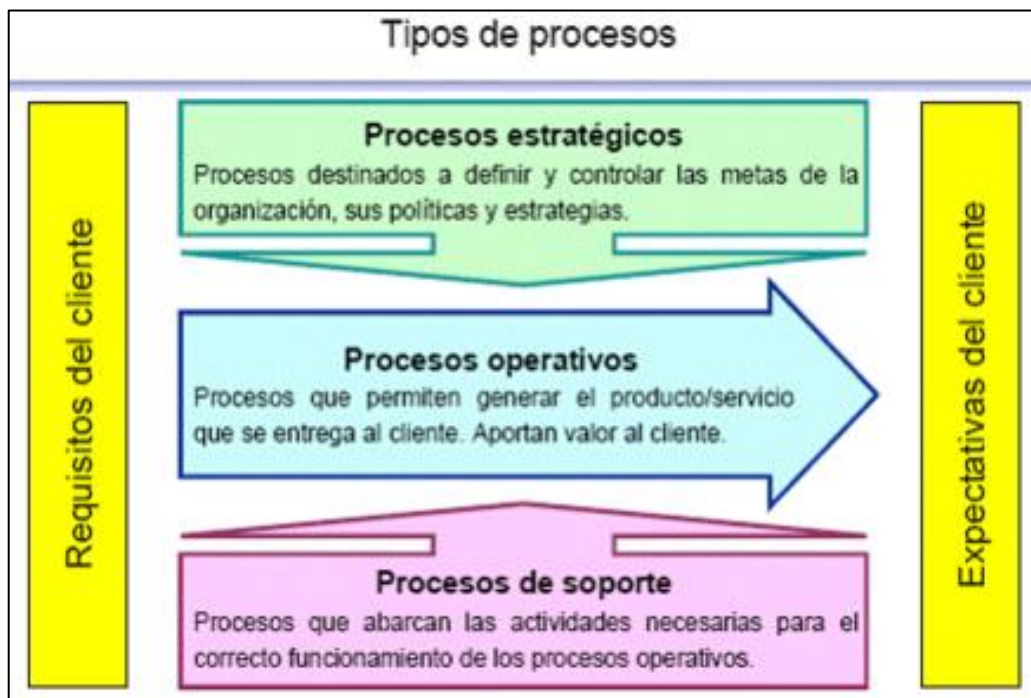 Tipos de procesos
Requisitos del cliente
Procesos estratégicos
Procesos destinados a definir y controlar las metas de la
organización, sus políticas y estrategias.
Procesos operativos
Procesos que permiten generar el producto/servicio
que se entrega al cliente. Aportan valor al cliente.
Procesos de soporte
Procesos que abarcan las actividades necesarias para el
correcto funcionamiento de los procesos operativos.
Expectativas del cliente